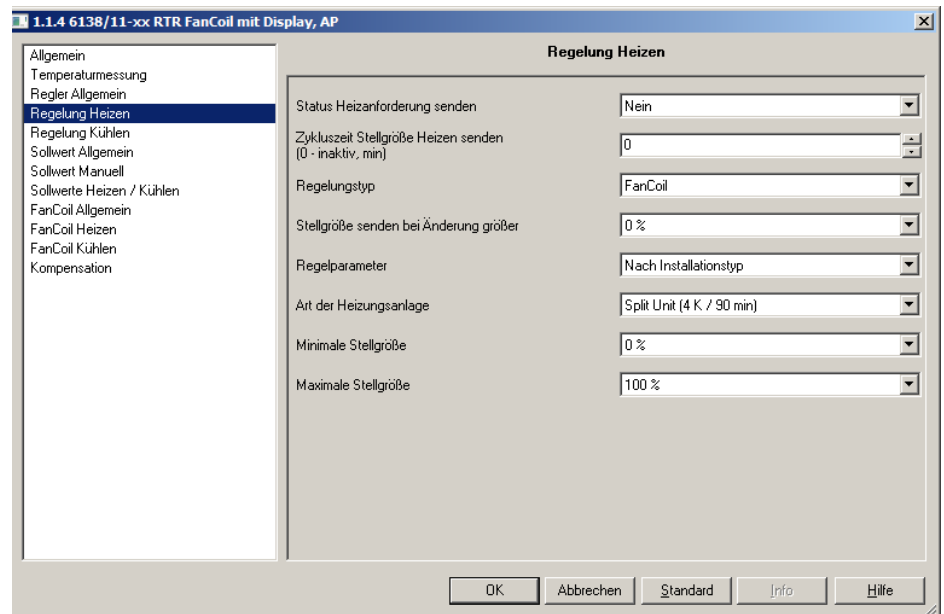 1.1.4 6138/11-xx RTR FanCoil mit Display, AP
Allgemein
Temperaturmessung
Regler Allgemein
Regelung Heizen
Regelung Kühlen
Sollwert Allgemein
Sollwert Manuell
Sollwerte Heizen / Kühlen
FanCoil Allgemein
FanCoil Heizen
FanCoil Kühlen
Kompensation
Regelung Heizen
Status Heizanforderung senden
Nein
Zykluszeit Stellgröße Heizen senden
(0 - inaktiv, min)
0
Regelungstyp
FanCoil
Stellgröße senden bei Änderung größer
0 %
Regelparameter
Nach Installationstyp
Art der Heizungsanlage
Split Unit (4 K / 90 min)
Minimale Stellgröße
0 %
Maximale Stellgröße
100 %
OK
Abbrechen
Standard
Info
Hilfe